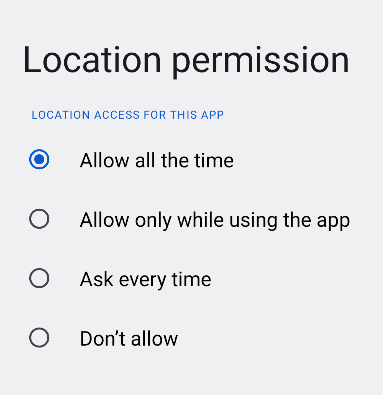 Location permission
LOCATION ACCESS FOR THIS APP
Allow all the time
Allow only while using the app
Ask every time
Don’t allow